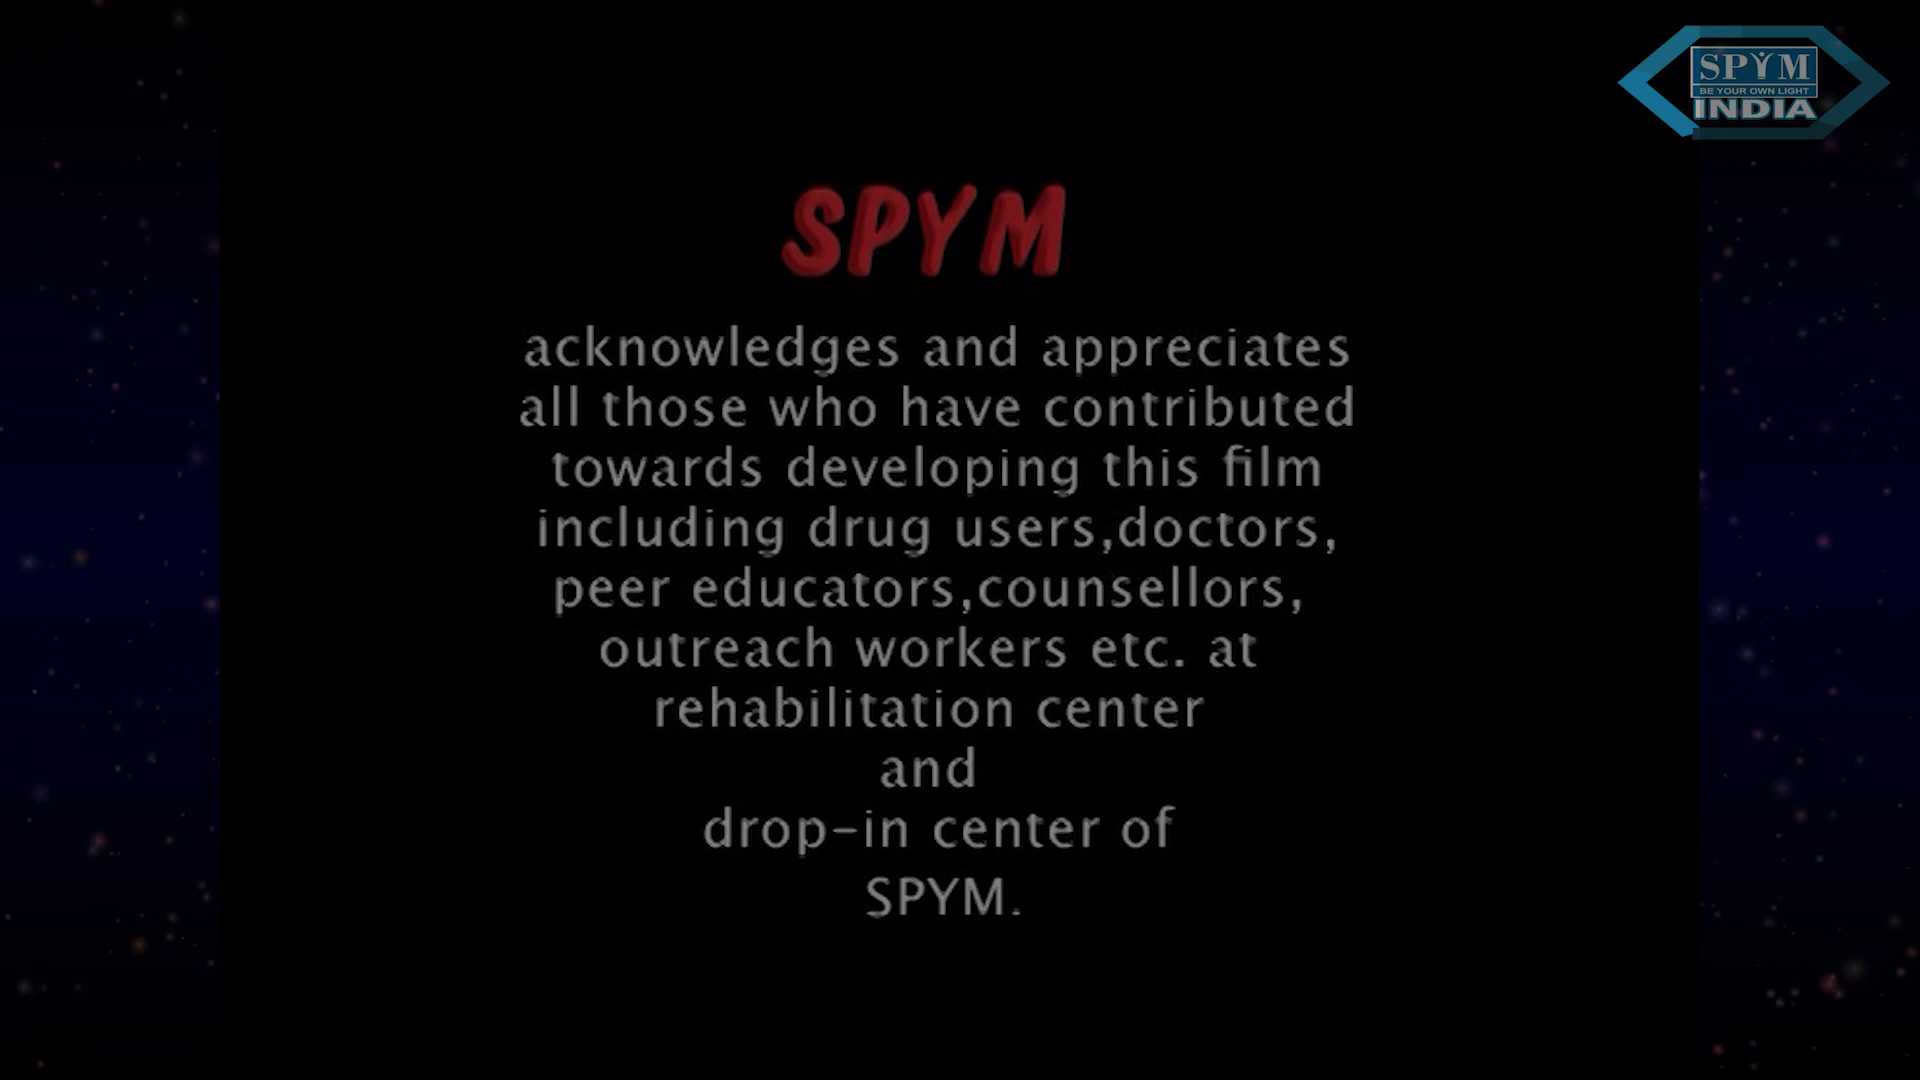 SPYM
BE YOUR OWN LIGHT
INDIA
SPYM
acknowledges and appreciates
all those who have contributed
towards developing this film
including drug users,doctors,
peer educators,counsellors,
outreach workers etc. at
rehabilitation center
and
drop-in center of
SPYM.